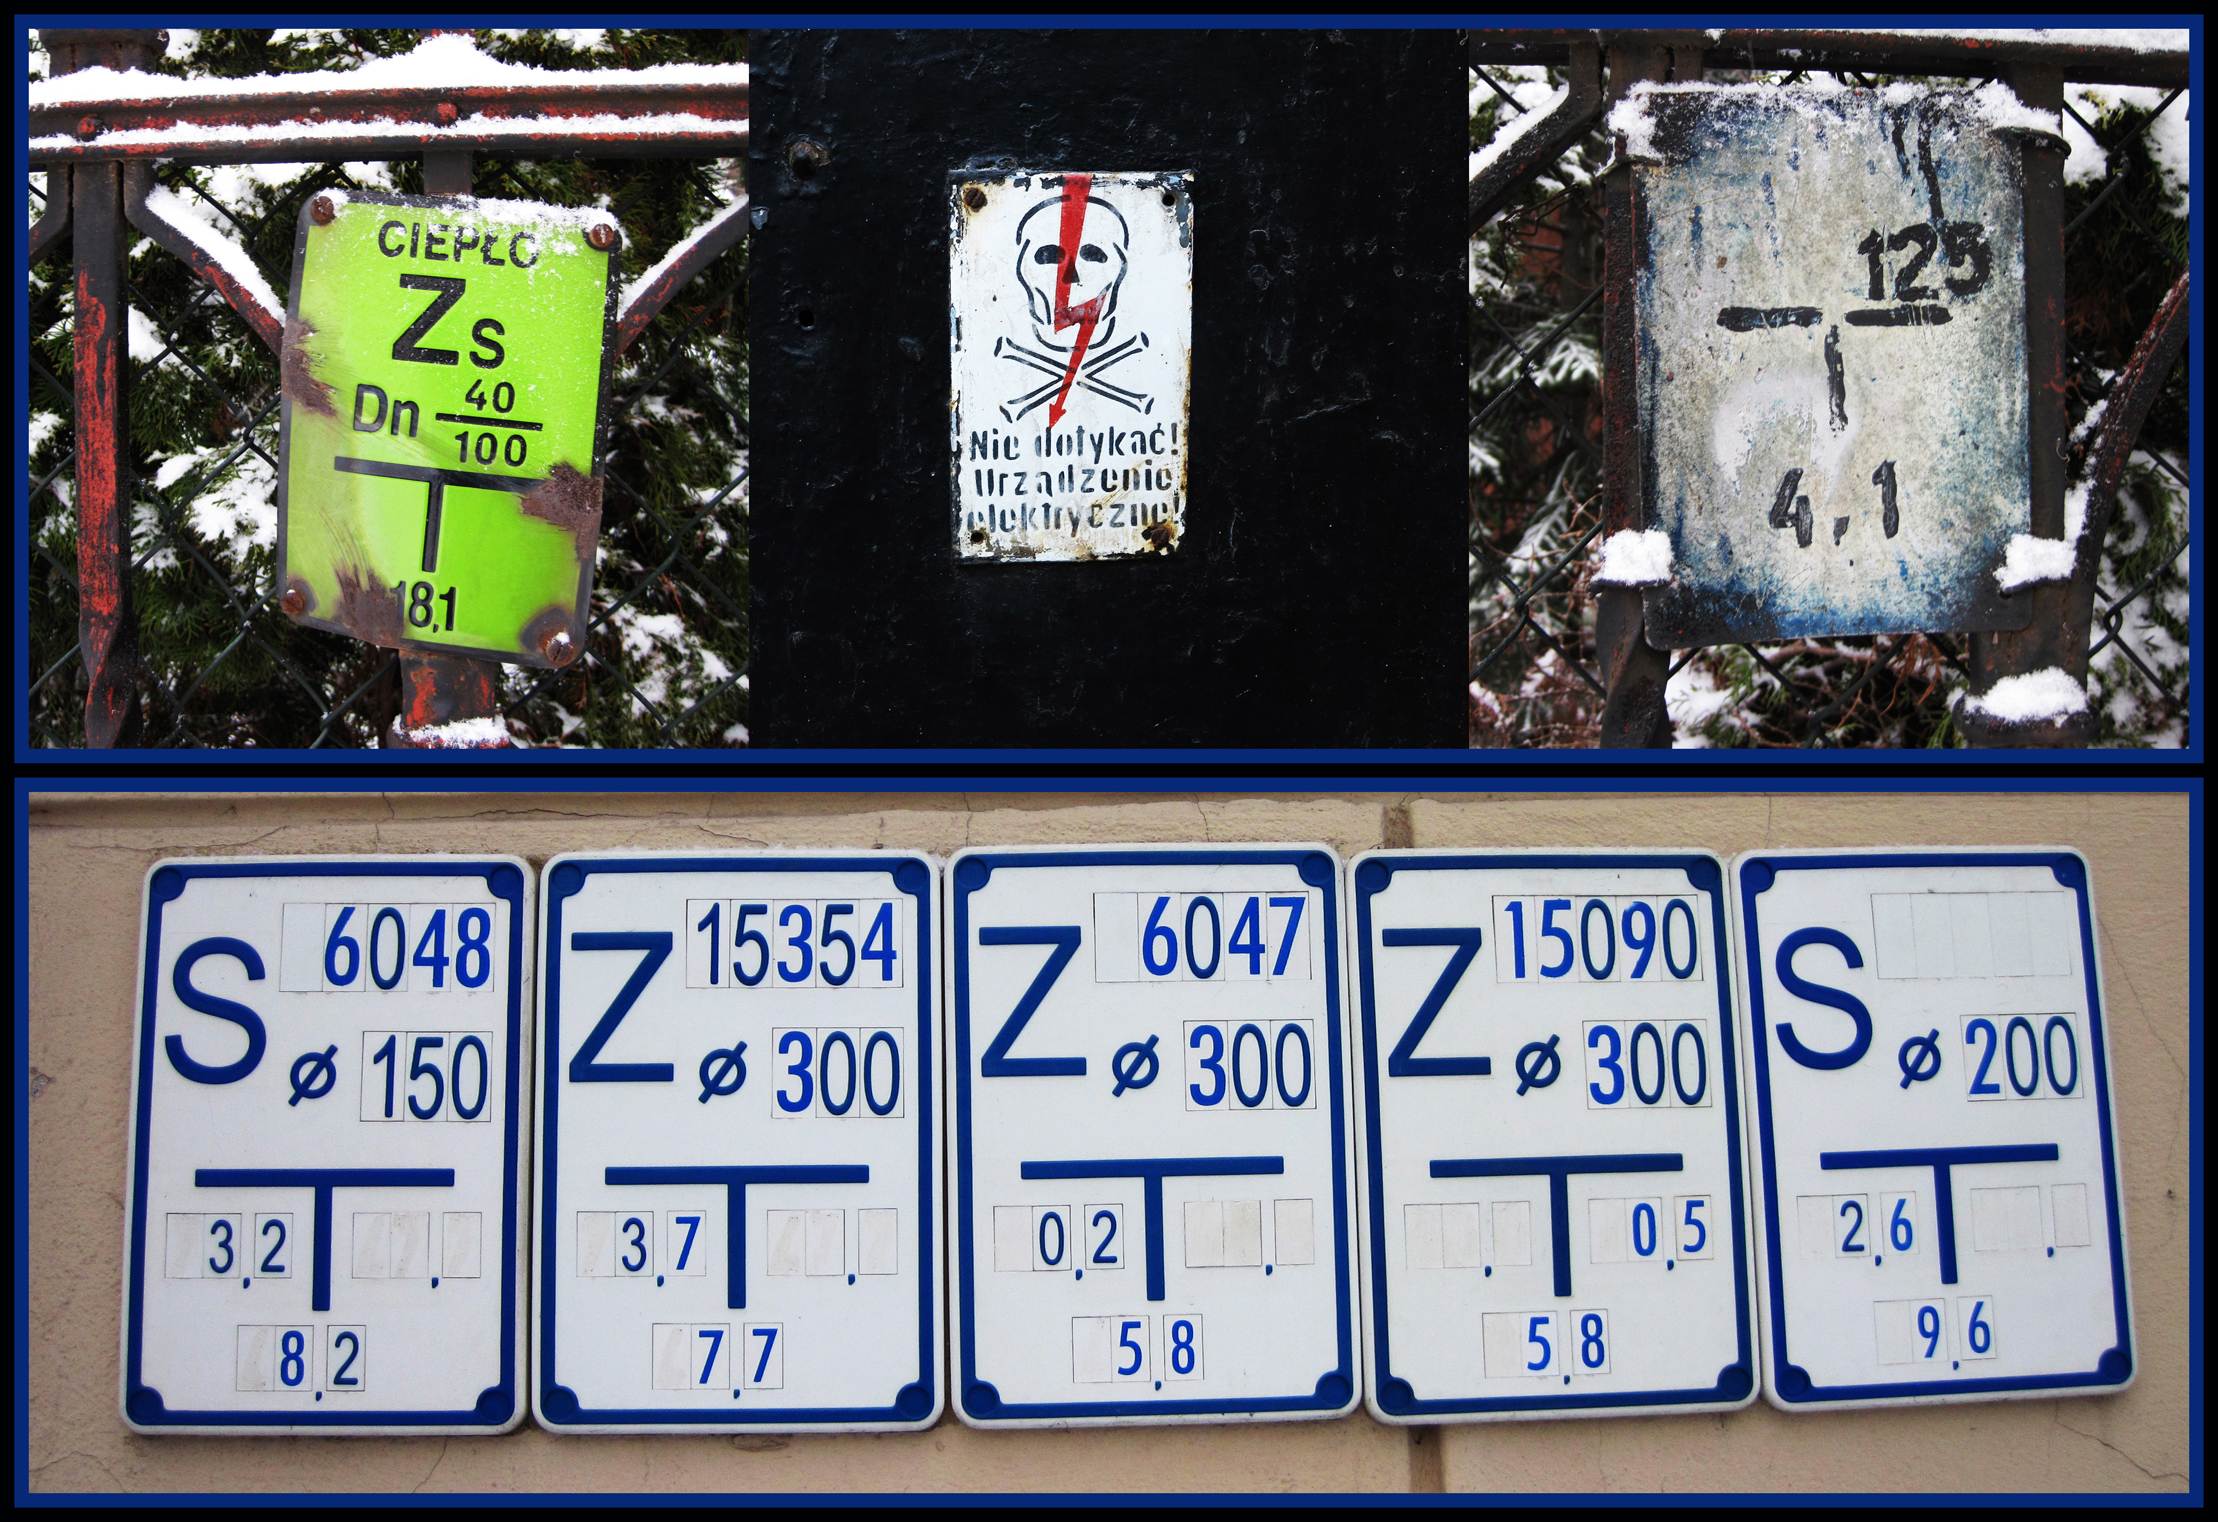 CIEPŁO
Zs
Dn 40
100
18,1
Nie dotykać!
Urządzenie
elektryczne!
125
4,1
S 6048
ø 150
3,2 ,
8,2
Z 15354
ø 300
3,7 ,
7,7
Z 6047
ø 300
0,2 ,
5,8
Z 15090
ø 300
, 0,5
5,8
S
ø 200
2,6 ,
9,6